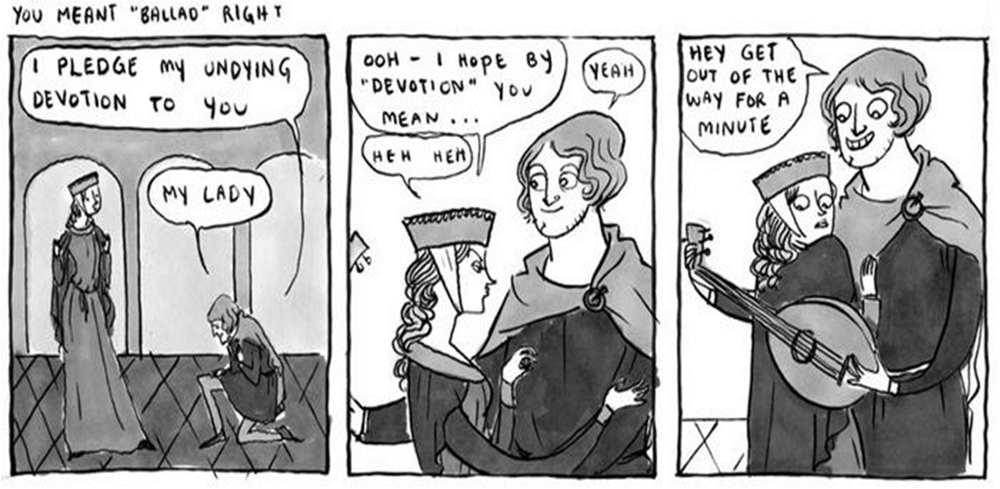 YOU MEANT "BALLAD" RIGHT
I PLEDGE MY UNDYING
DEVOTION TO YOU
MY LADY
OOH - I HOPE BY
"DEVOTION" YOU
MEAN...
HEH HEH
YEAH
HEY GET
OUT OF THE
WAY FOR A
MINUTE